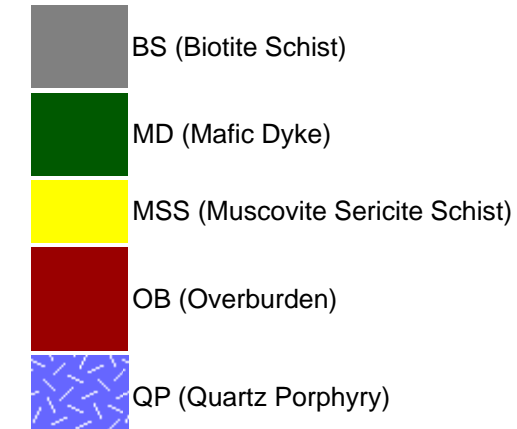 BS (Biotite Schist)
MD (Mafic Dyke)
MSS (Muscovite Sericite Schist)
OB (Overburden)
QP (Quartz Porphyry)